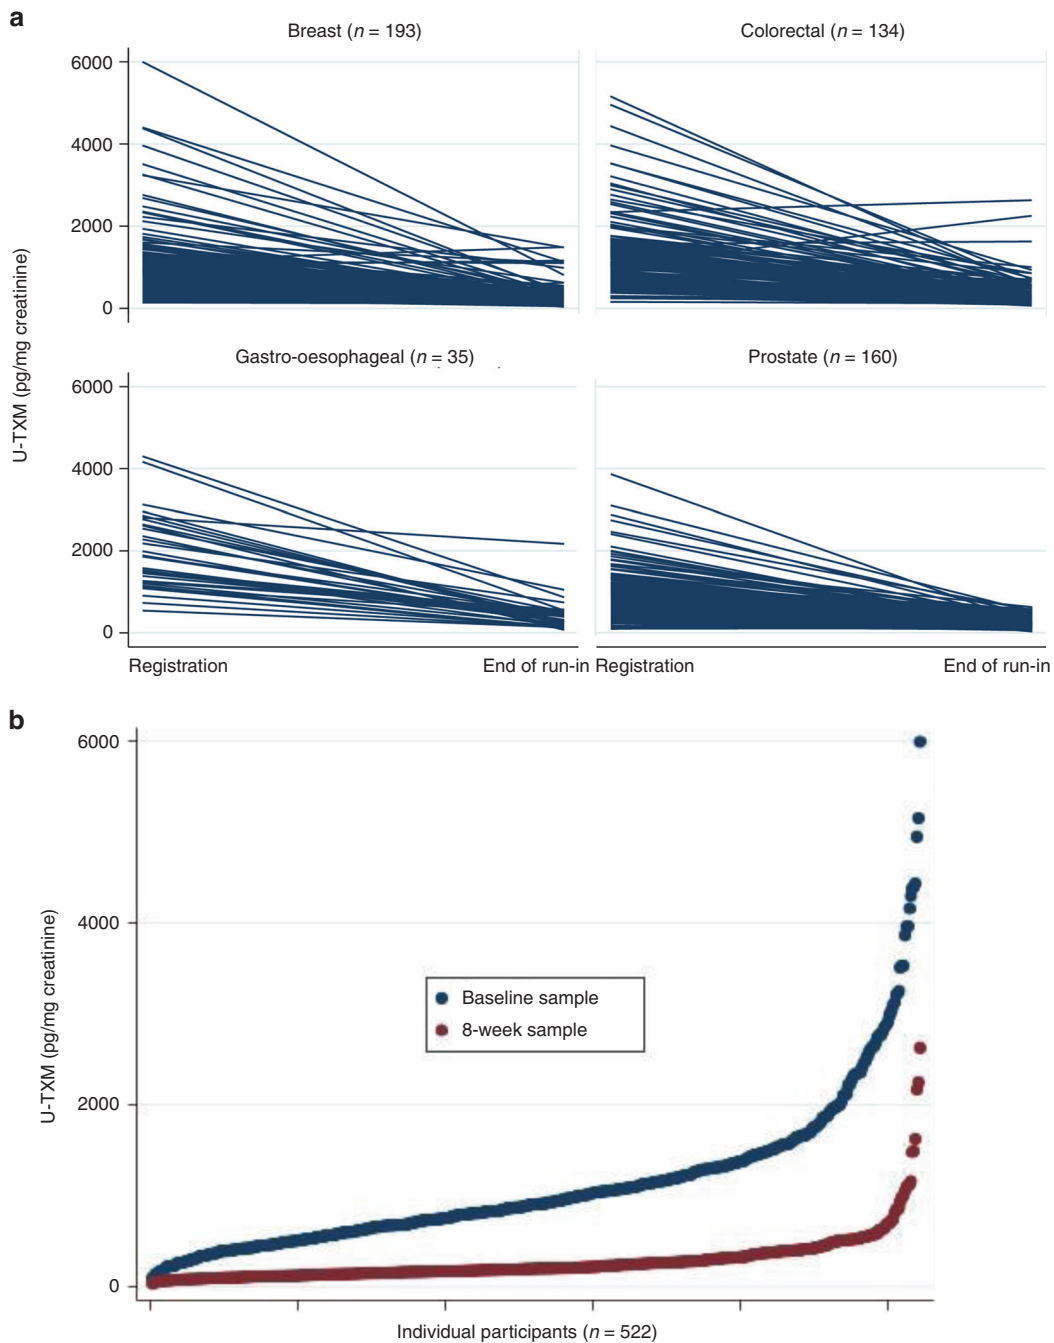 a
Breast (n = 193)
Colorectal (n = 134)
6000
4000
2000
0
Gastro-oesophageal (n = 35)
Prostate (n = 160)
6000
4000
2000
0
U-TXM (pg/mg creatinine)
Registration
End of run-in
Registration
End of run-in
b
6000
4000
2000
0
U-TXM (pg/mg creatinine)
Baseline sample
8-week sample
Individual participants (n = 522)